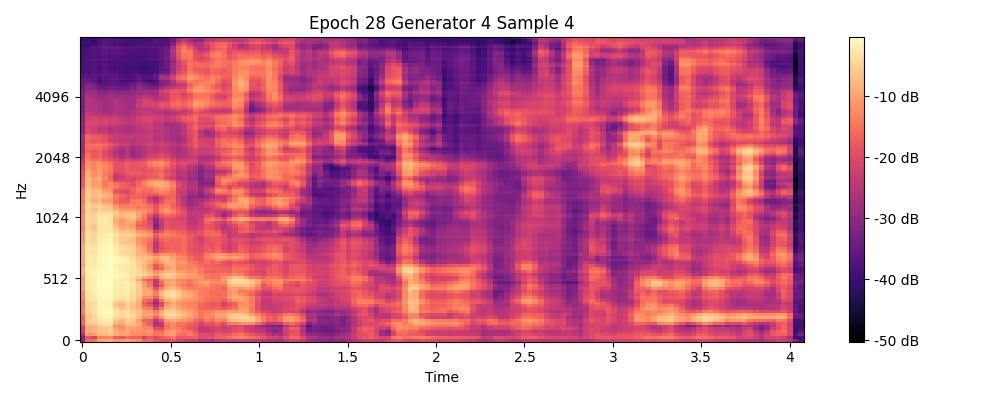 Epoch 28 Generator 4 Sample 4
Hz
4096
2048
1024
512
0
0 0.5 1 1.5 2 2.5 3 3.5 4
Time
-10 dB
-20 dB
-30 dB
-40 dB
-50 dB